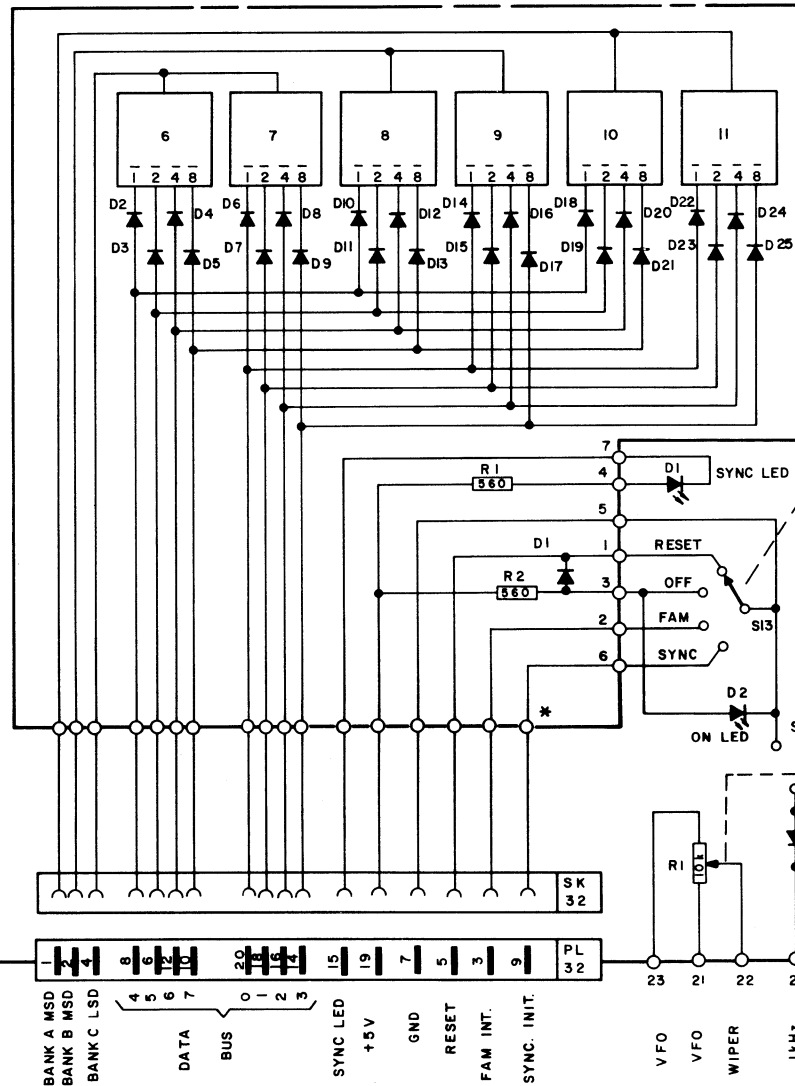 6 7 8 9 10 11
1 2 4 8 1 2 4 8 1 2 4 8 1 2 4 8 1 2 4 8 1 2 4 8
D2 D4 D6 D8 D10 D12 D14 D16 D18 D20 D22 D24
D3 D5 D7 D9 D11 D13 D15 D17 D19 D21 D23 D25
7
R1 560 4 D1 SYNC LED
5
D1 1 RESET
R2 560 3 OFF
2 FAM S13
6 SYNC
*
D2
ON LED
S
SK
32
R1 10k
1 2 4 8 6 12 10 20 18 16 14 15 19 7 5 3 9 PL
32
23 21 22 2
4 5 6 7 0 1 2 3
BANK A MSD
BANK B MSD
BANK C LSD
DATA BUS
SYNC LED
+5V
GND
RESET
FAM INT.
SYNC. INIT.
VFO
VFO
WIPER
1kHz